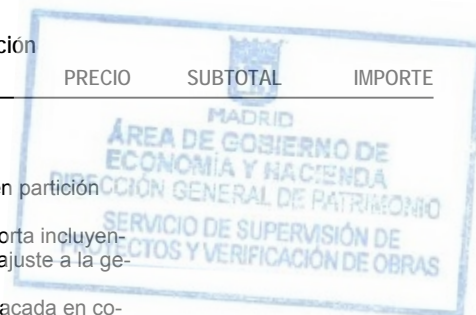 ción
PRECIO SUBTOTAL IMPORTE
MADRID
ÁREA DE GOBIERNO DE
ECONOMÍA Y HACIENDA
en partición
DIRECCIÓN GENERAL DE PATRIMONIO
SERVICIO DE SUPERVISIÓN DE
orta incluyen-
PROYECTOS Y VERIFICACIÓN DE OBRAS
ajuste a la ge-
acada en co-